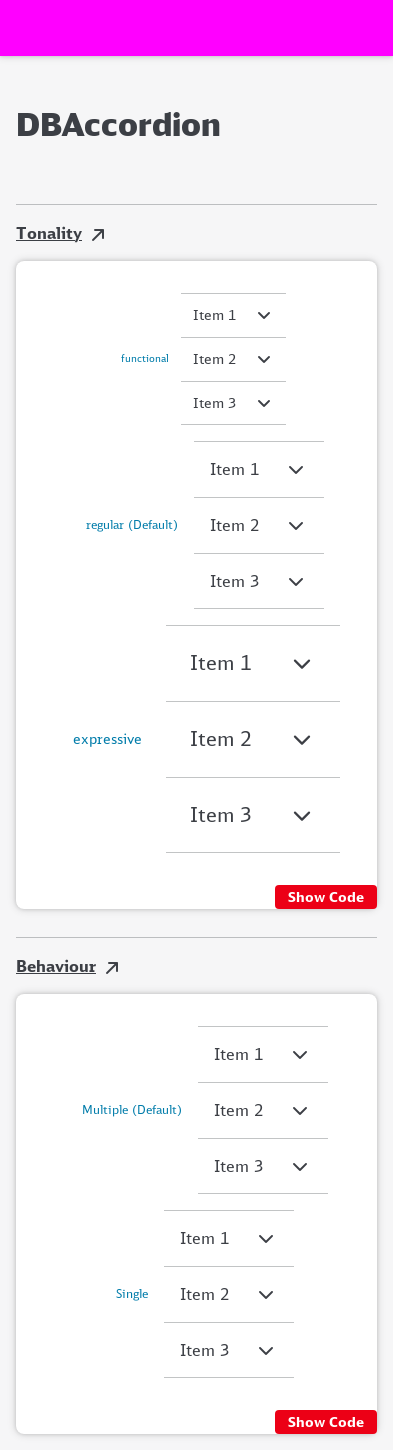 DBAccordion
Tonality
Item 1
functional
Item 2
Item 3
Item 1
regular (Default)
Item 2
Item 3
Item 1
expressive
Item 2
Item 3
Show Code
Behaviour
Item 1
Multiple (Default)
Item 2
Item 3
Item 1
Single
Item 2
Item 3
Show Code